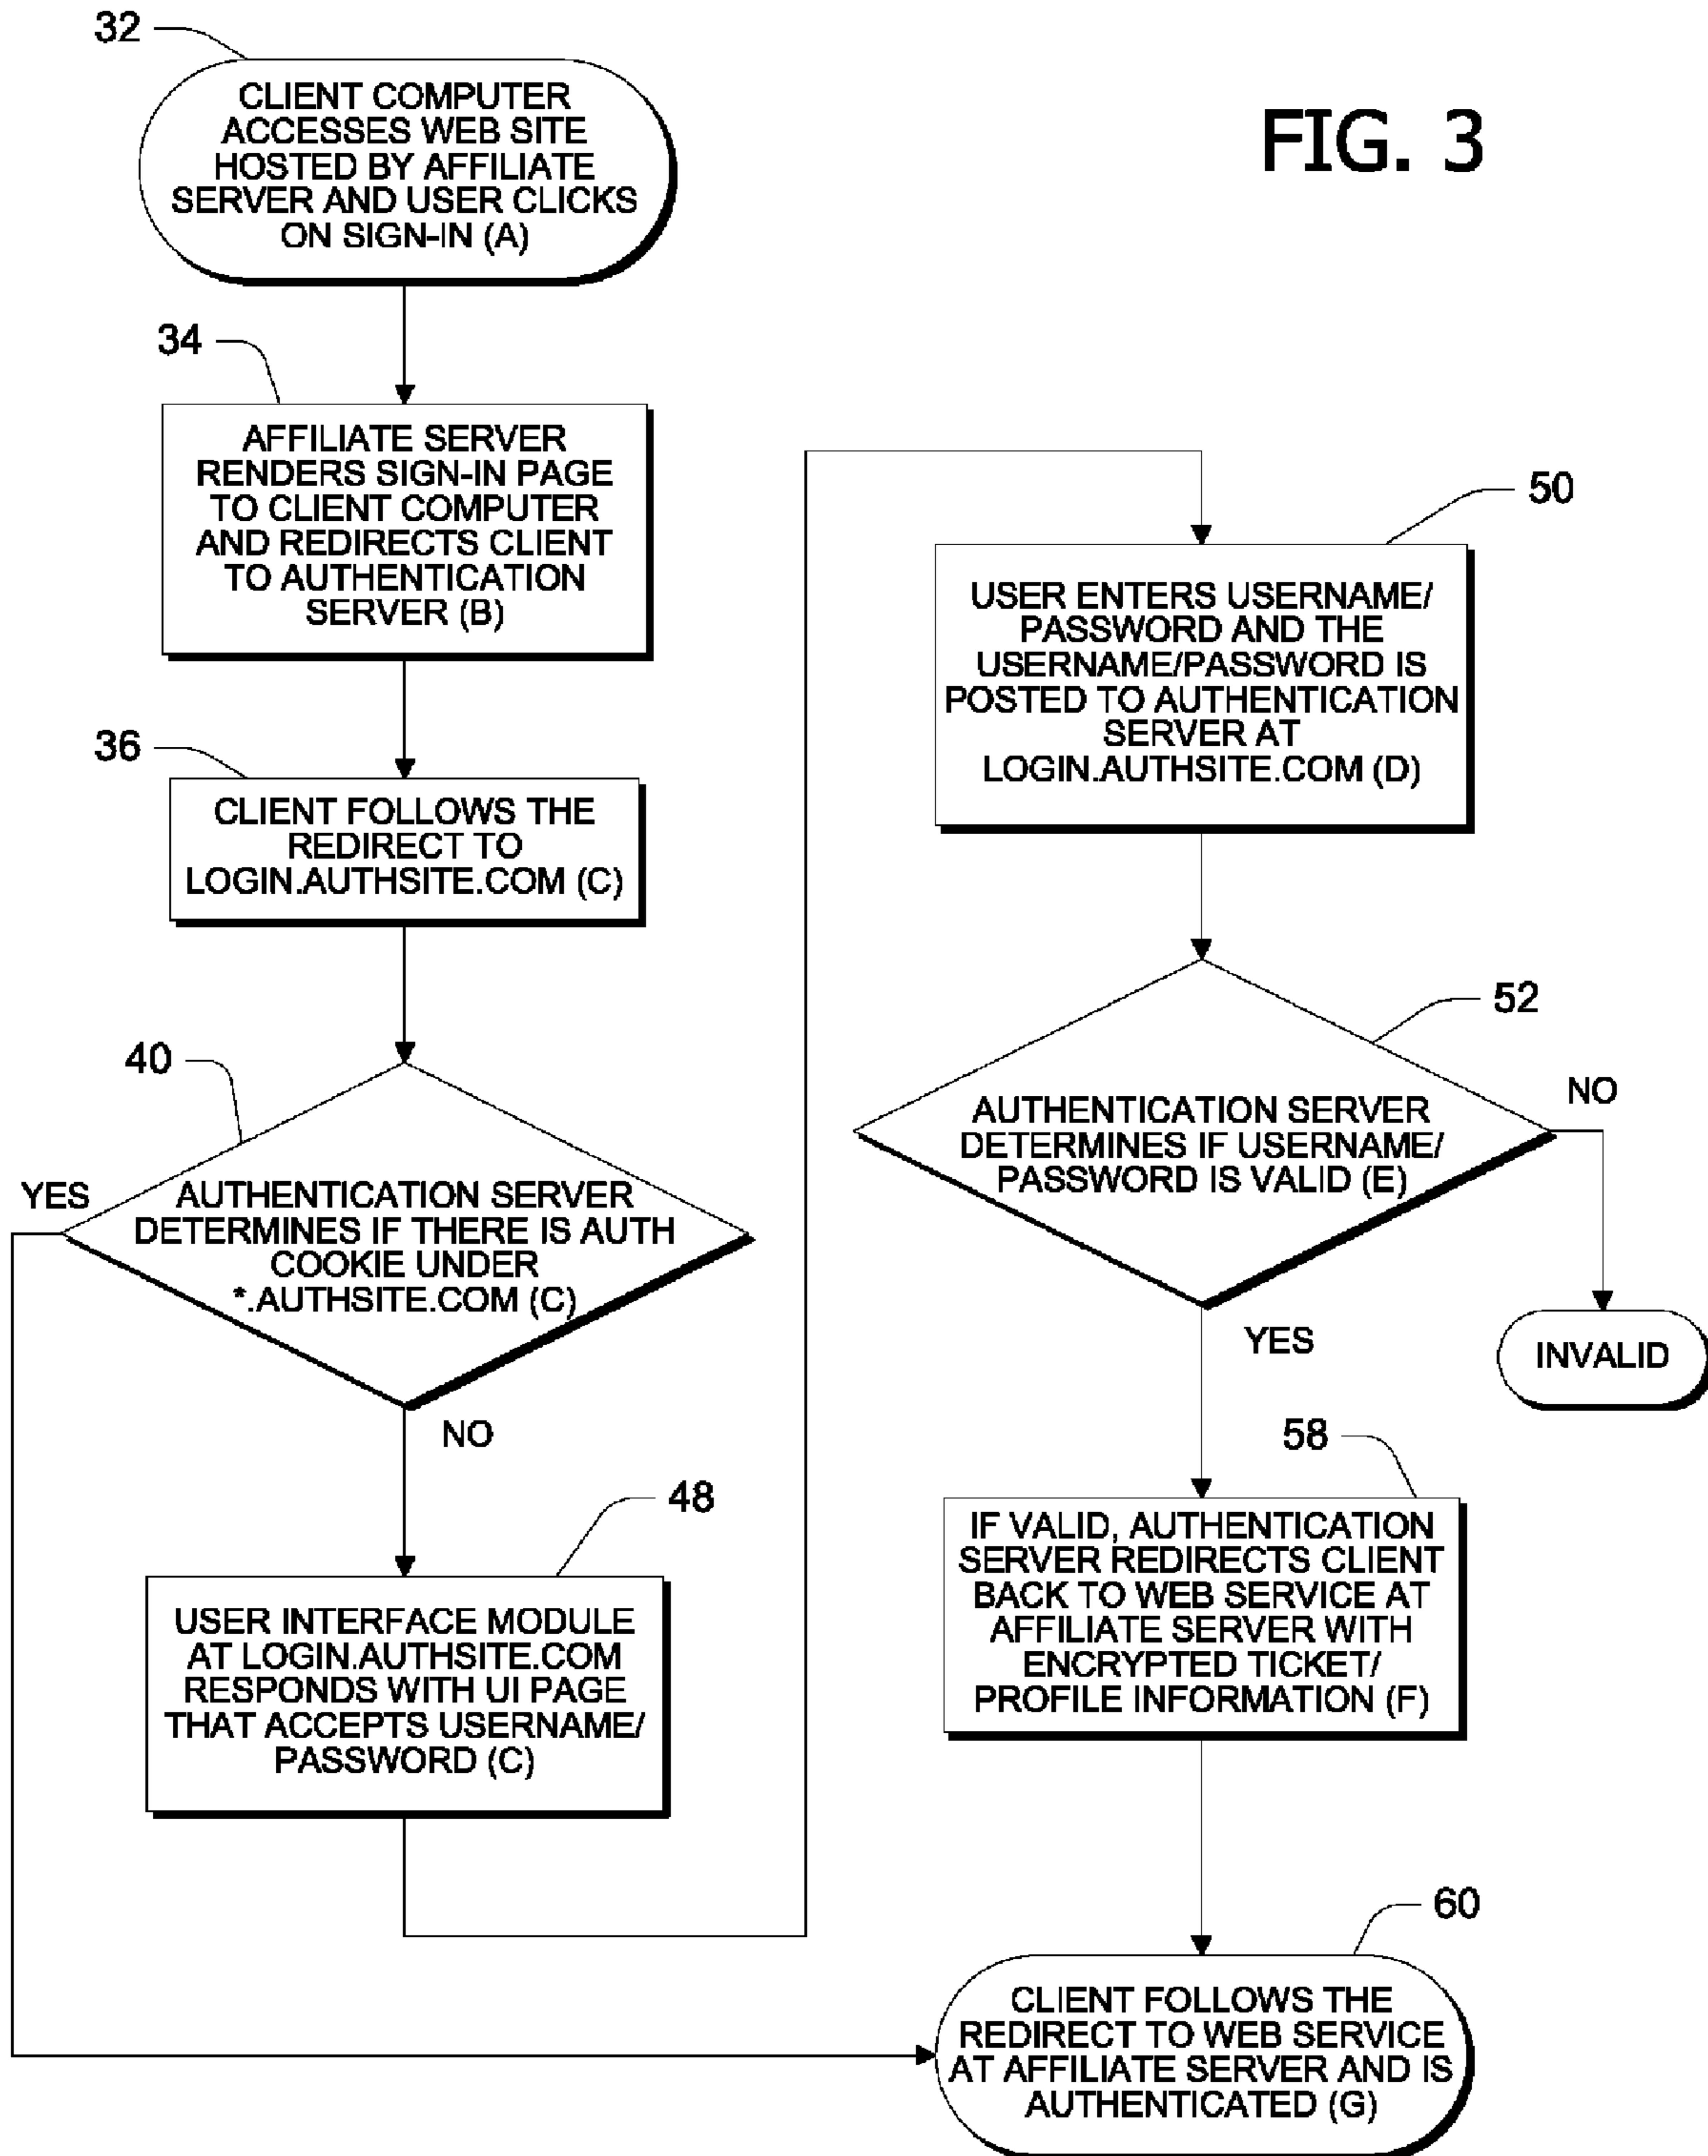 FIG. 3
32
CLIENT COMPUTER
ACCESSES WEB SITE
HOSTED BY AFFILIATE
SERVER AND USER CLICKS
ON SIGN-IN (A)
34
AFFILIATE SERVER
RENDERS SIGN-IN PAGE
TO CLIENT COMPUTER
AND REDIRECTS CLIENT
TO AUTHENTICATION
SERVER (B)
36
CLIENT FOLLOWS THE
REDIRECT TO
LOGIN.AUTHSITE.COM (C)
40
YES
AUTHENTICATION SERVER
DETERMINES IF THERE IS AUTH
COOKIE UNDER
*.AUTHSITE.COM (C)
NO
48
USER INTERFACE MODULE
AT LOGIN.AUTHSITE.COM
RESPONDS WITH UI PAGE
THAT ACCEPTS USERNAME/
PASSWORD (C)
50
USER ENTERS USERNAME/
PASSWORD AND THE
USERNAME/PASSWORD IS
POSTED TO AUTHENTICATION
SERVER AT
LOGIN.AUTHSITE.COM (D)
52
NO
AUTHENTICATION SERVER
DETERMINES IF USERNAME/
PASSWORD IS VALID (E)
YES
INVALID
58
IF VALID, AUTHENTICATION
SERVER REDIRECTS CLIENT
BACK TO WEB SERVICE AT
AFFILIATE SERVER WITH
ENCRYPTED TICKET/
PROFILE INFORMATION (F)
60
CLIENT FOLLOWS THE
REDIRECT TO WEB SERVICE
AT AFFILIATE SERVER AND IS
AUTHENTICATED (G)